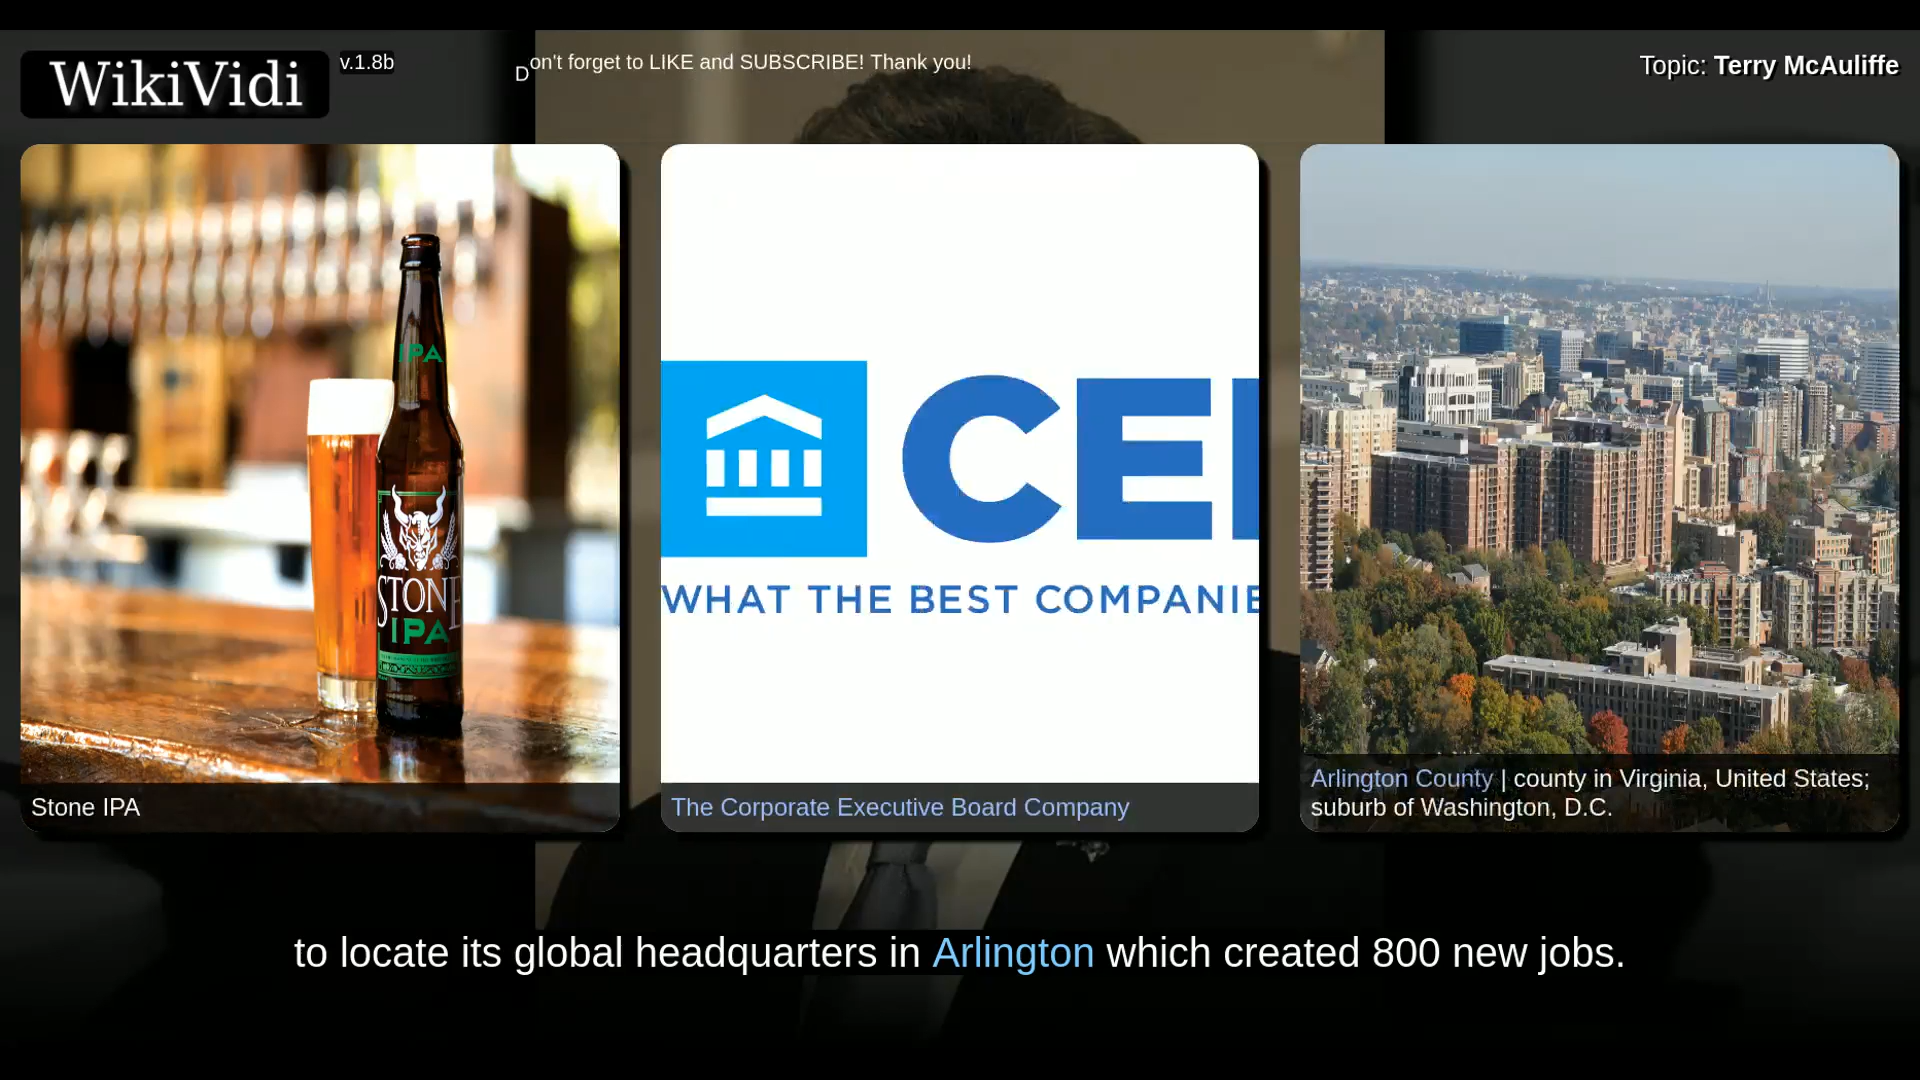 WikiVidi
v.1.8b
Don't forget to LIKE and SUBSCRIBE! Thank you!
Topic: Terry McAuliffe
IPA
STONE
IPA
Stone IPA
CE
WHAT THE BEST COMPANIE
The Corporate Executive Board Company
Arlington County | county in Virginia, United States;
suburb of Washington, D.C.
to locate its global headquarters in Arlington which created 800 new jobs.